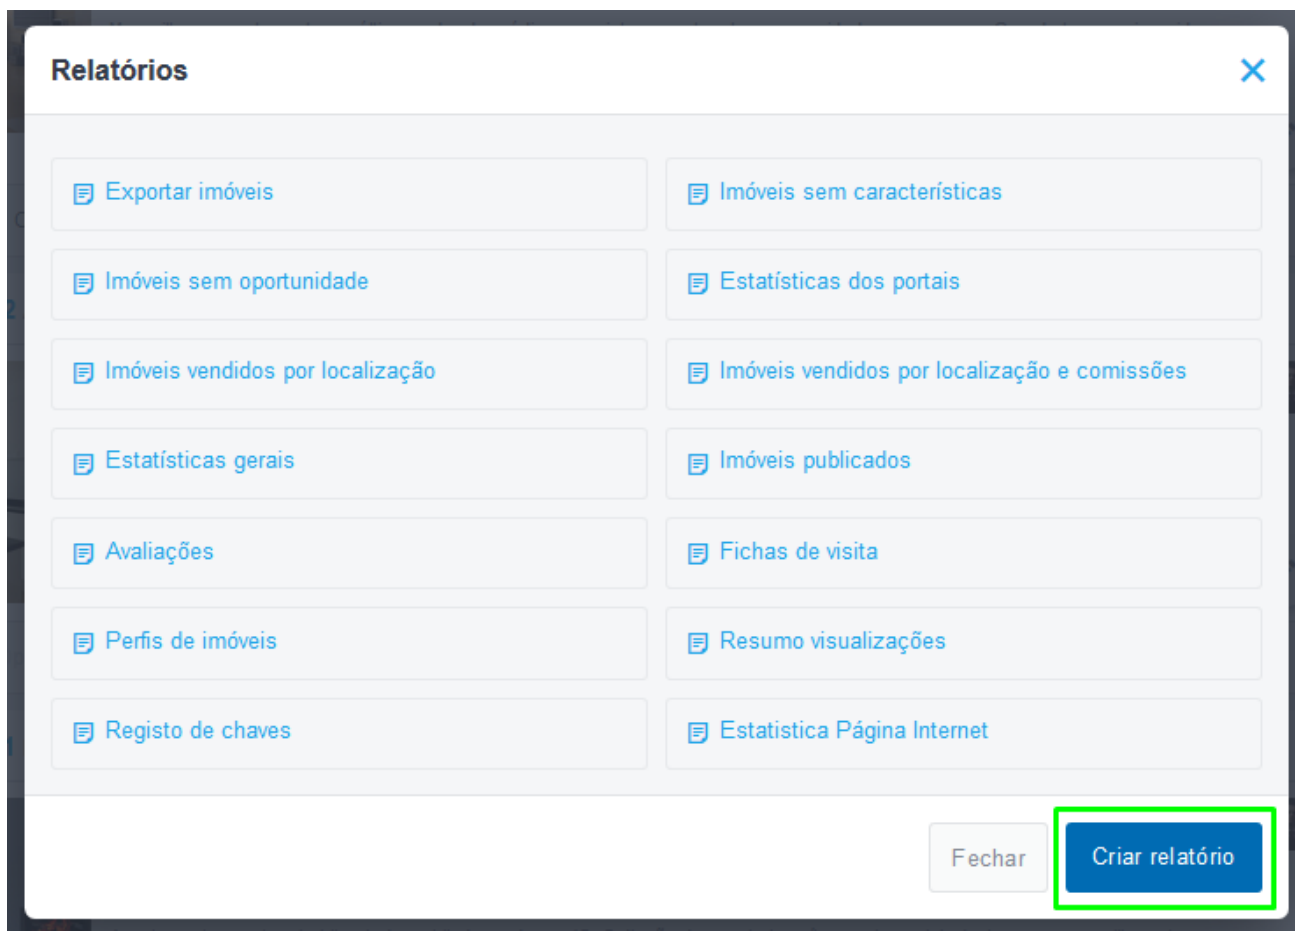 Relatórios
Exportar imóveis
Imóveis sem características
Imóveis sem oportunidade
Estatísticas dos portais
Imóveis vendidos por localização
Imóveis vendidos por localização e comissões
Estatísticas gerais
Imóveis publicados
Avaliações
Fichas de visita
Perfis de imóveis
Resumo visualizações
Registo de chaves
Estatistica Página Internet
Fechar
Criar relatório